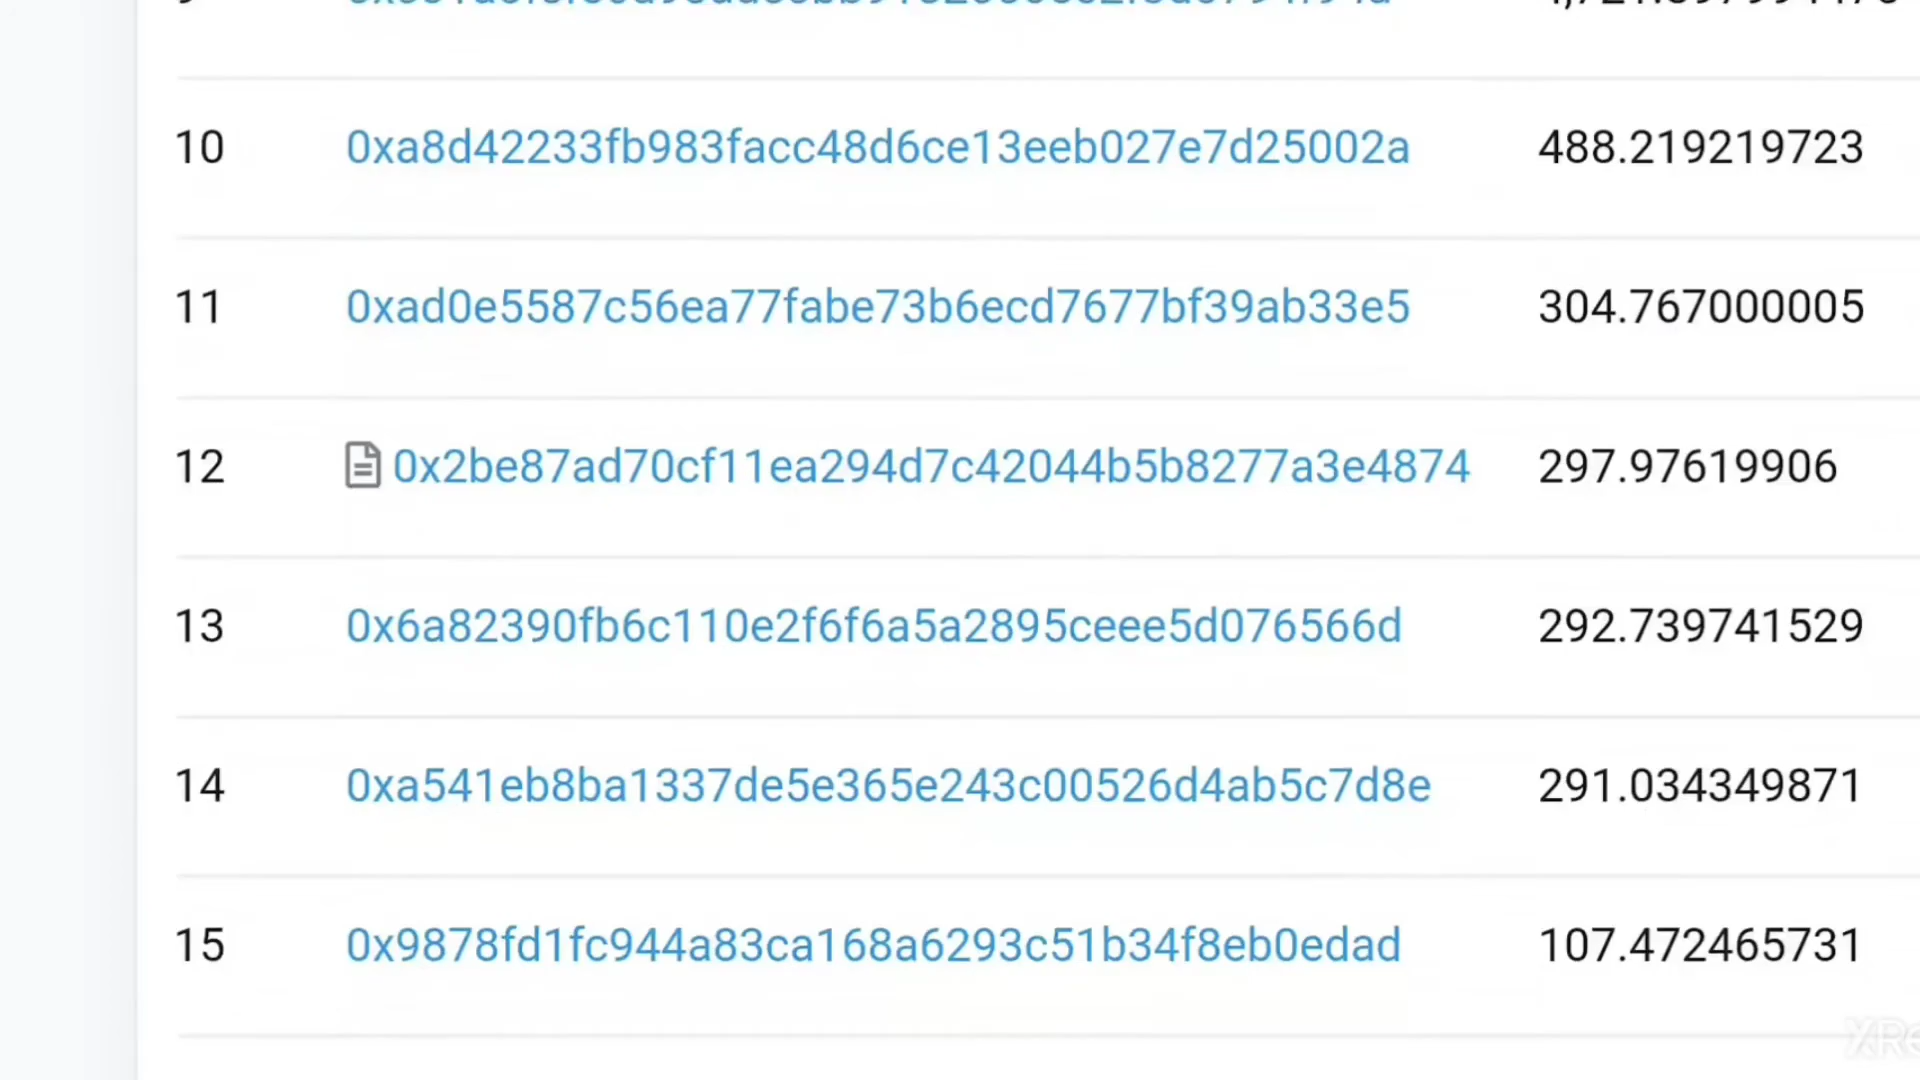 10 0xa8d42233fb983facc48d6ce13eeb027e7d25002a 488.219219723
11 0xad0e5587c56ea77fabe73b6ecd7677bf39ab33e5 304.767000005
12 0x2be87ad70cf11ea294d7c42044b5b8277a3e4874 297.97619906
13 0x6a82390fb6c110e2f6f6a5a2895ceee5d076566d 292.739741529
14 0xa541eb8ba1337de5e365e243c00526d4ab5c7d8e 291.034349871
15 0x9878fd1fc944a83ca168a6293c51b34f8eb0edad 107.472465731